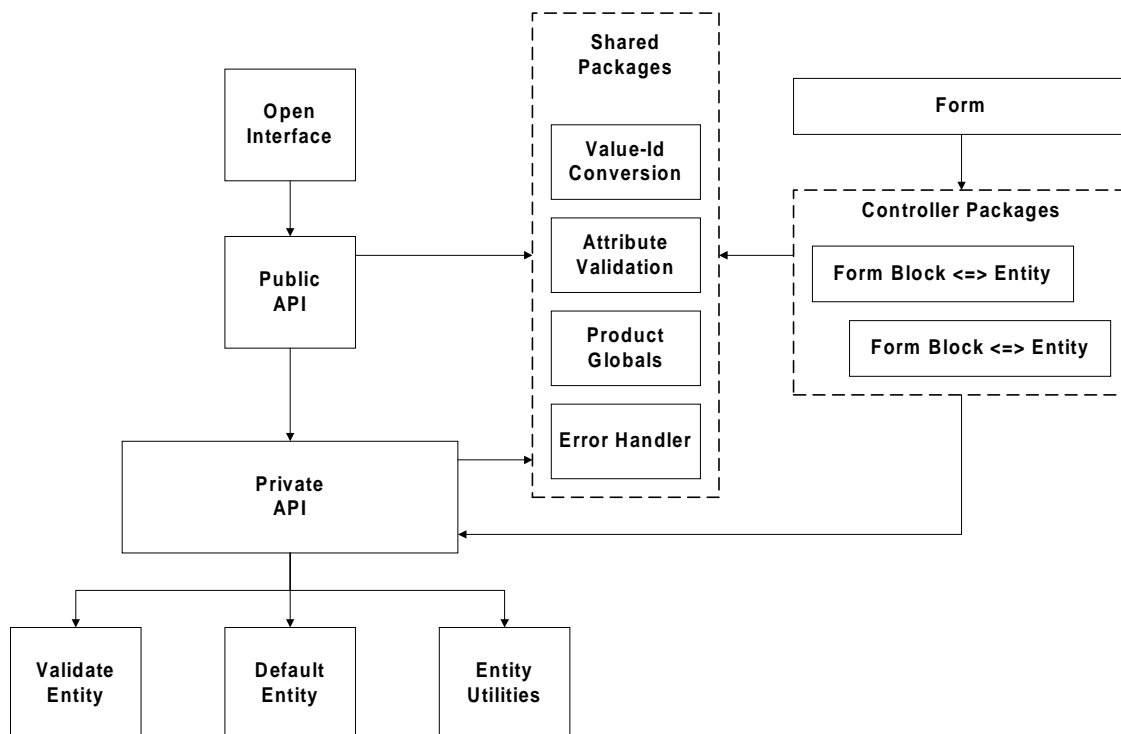 Shared
Packages
Open
Interface
Form
Value-Id
Conversion
Controller Packages
Public
API
Attribute
Validation
Form Block <=> Entity
Product
Globals
Form Block <=> Entity
Error Handler
Private
API
Validate
Entity
Default
Entity
Entity
Utilities